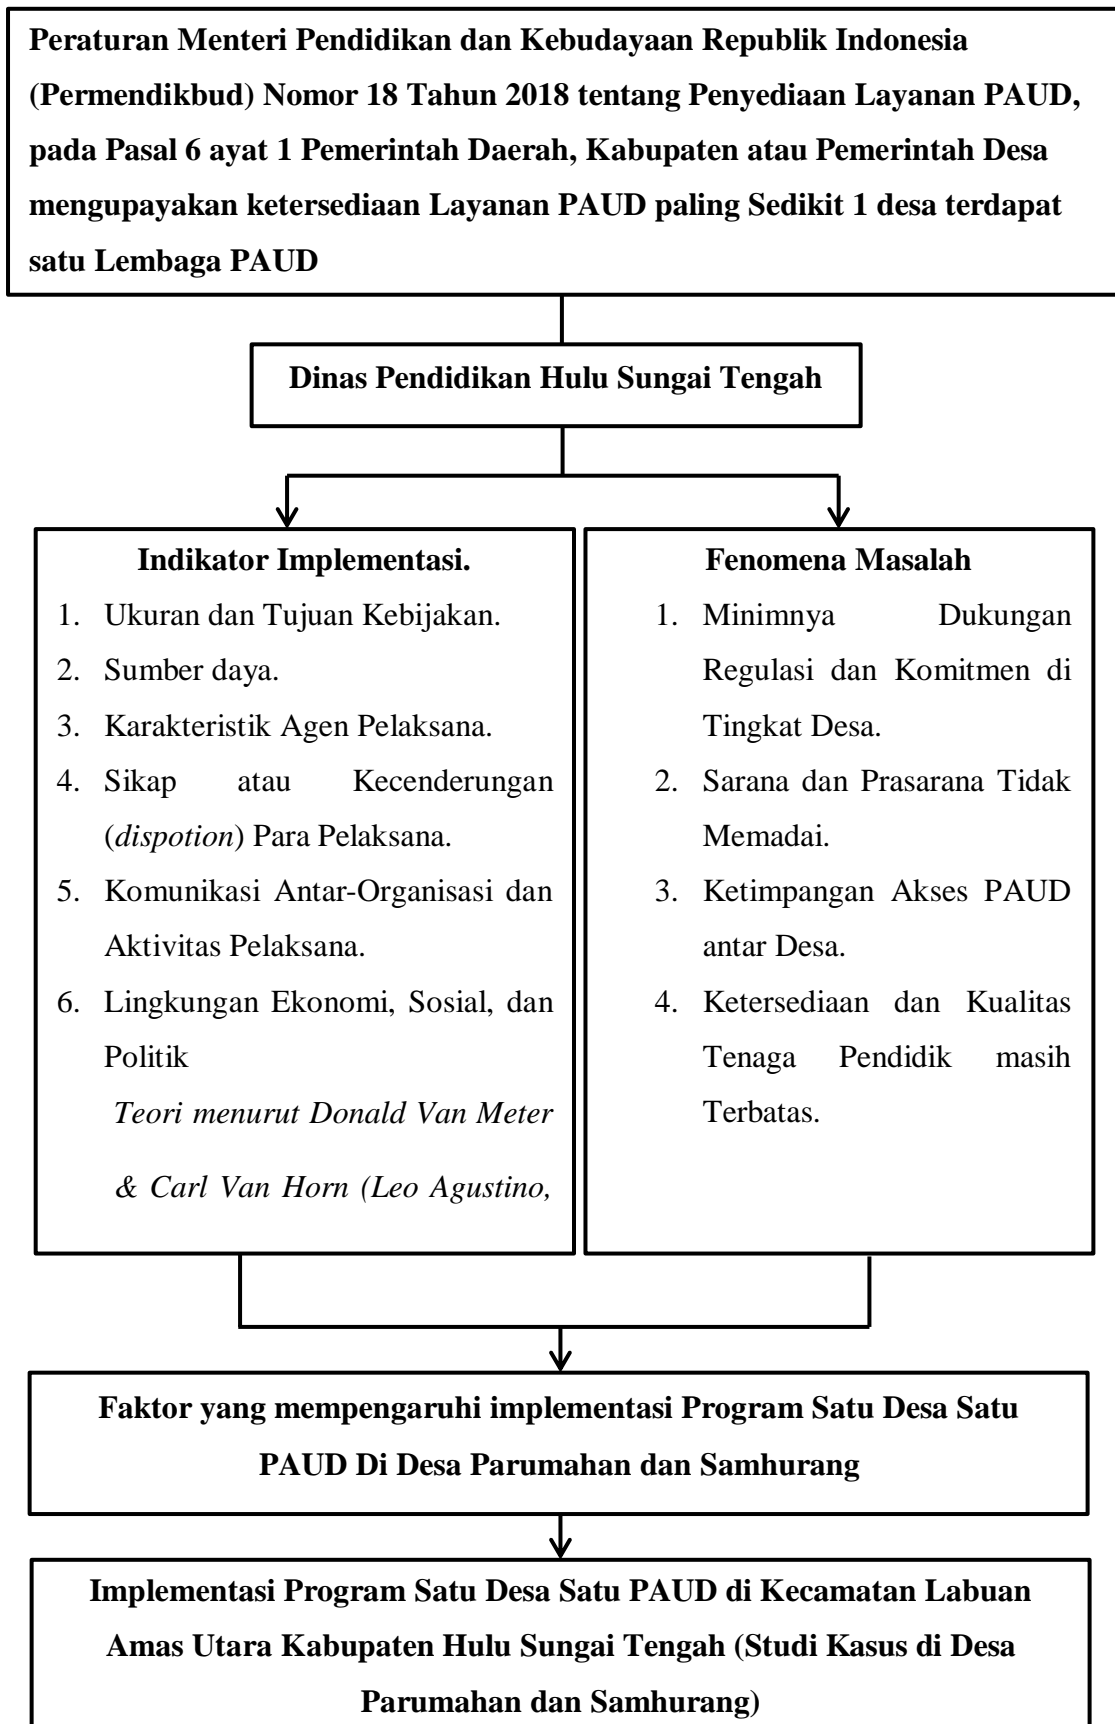 Peraturan Menteri Pendidikan dan Kebudayaan Republik Indonesia
(Permendikbud) Nomor 18 Tahun 2018 tentang Penyediaan Layanan PAUD,
pada Pasal 6 ayat 1 Pemerintah Daerah, Kabupaten atau Pemerintah Desa
mengupayakan ketersediaan Layanan PAUD paling Sedikit 1 desa terdapat
satu Lembaga PAUD
Dinas Pendidikan Hulu Sungai Tengah
Indikator Implementasi.
1. Ukuran dan Tujuan Kebijakan.
2. Sumber daya.
3. Karakteristik Agen Pelaksana.
4. Sikap atau Kecenderungan
(dispotion) Para Pelaksana.
5. Komunikasi Antar-Organisasi dan
Aktivitas Pelaksana.
6. Lingkungan Ekonomi, Sosial, dan
Politik
Teori menurut Donald Van Meter
& Carl Van Horn (Leo Agustino,
Fenomena Masalah
1. Minimnya Dukungan
Regulasi dan Komitmen di
Tingkat Desa.
2. Sarana dan Prasarana Tidak
Memadai.
3. Ketimpangan Akses PAUD
antar Desa.
4. Ketersediaan dan Kualitas
Tenaga Pendidik masih
Terbatas.
Faktor yang mempengaruhi implementasi Program Satu Desa Satu
PAUD Di Desa Parumahan dan Samhurang
Implementasi Program Satu Desa Satu PAUD di Kecamatan Labuan
Amas Utara Kabupaten Hulu Sungai Tengah (Studi Kasus di Desa
Parumahan dan Samhurang)